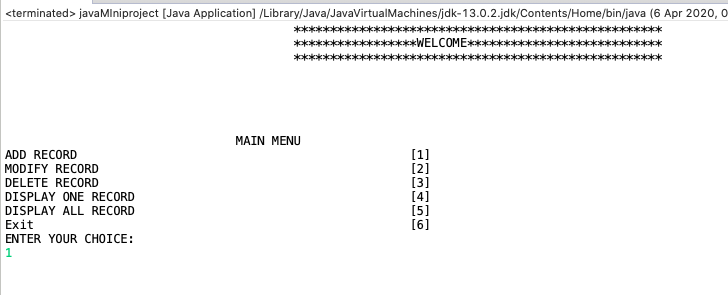 <terminated> javaMIniproject [Java Application] /Library/Java/JavaVirtualMachines/jdk-13.0.2.jdk/Contents/Home/bin/java (6 Apr 2020, 0
***************************************************
*****************WELCOME***************************
***************************************************
MAIN MENU
ADD RECORD [1]
MODIFY RECORD [2]
DELETE RECORD [3]
DISPLAY ONE RECORD [4]
DISPLAY ALL RECORD [5]
Exit [6]
ENTER YOUR CHOICE:
1